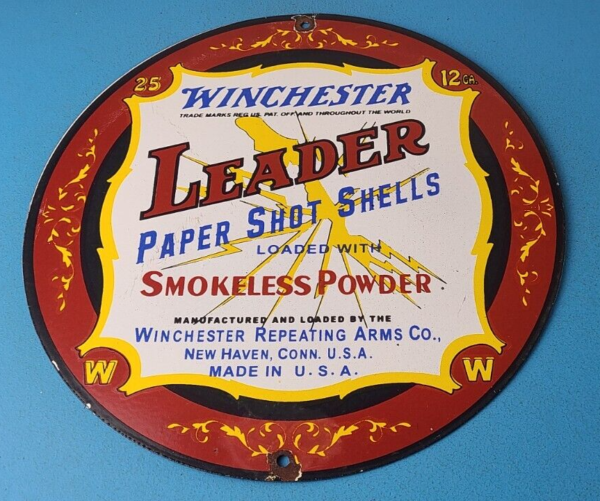 25
12 GA.
WINCHESTER
TRADE MARKS REG. U.S. PAT. OFF. AND THROUGHOUT THE WORLD
LEADER
PAPER SHOT SHELLS
LOADED WITH
SMOKELESS POWDER
MANUFACTURED AND LOADED BY THE
WINCHESTER REPEATING ARMS CO.,
NEW HAVEN, CONN. U.S.A.
MADE IN U.S.A.
W
W